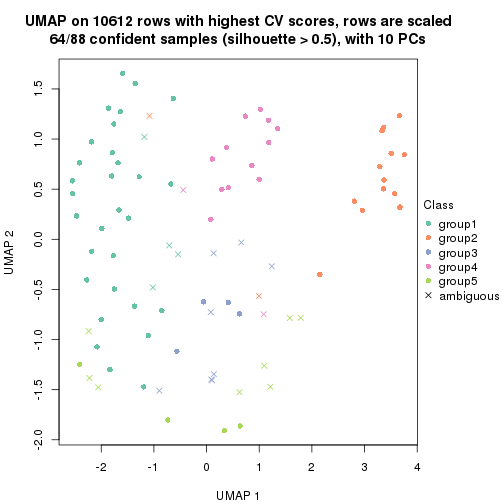 UMAP on 10612 rows with highest CV scores, rows are scaled
64/88 confident samples (silhouette > 0.5), with 10 PCs
UMAP 2
1.5
1.0
0.5
0.0
-0.5
-1.0
-1.5
-2.0
-2
-1
0
1
2
3
4
UMAP 1
Class
group1
group2
group3
group4
group5
ambiguous